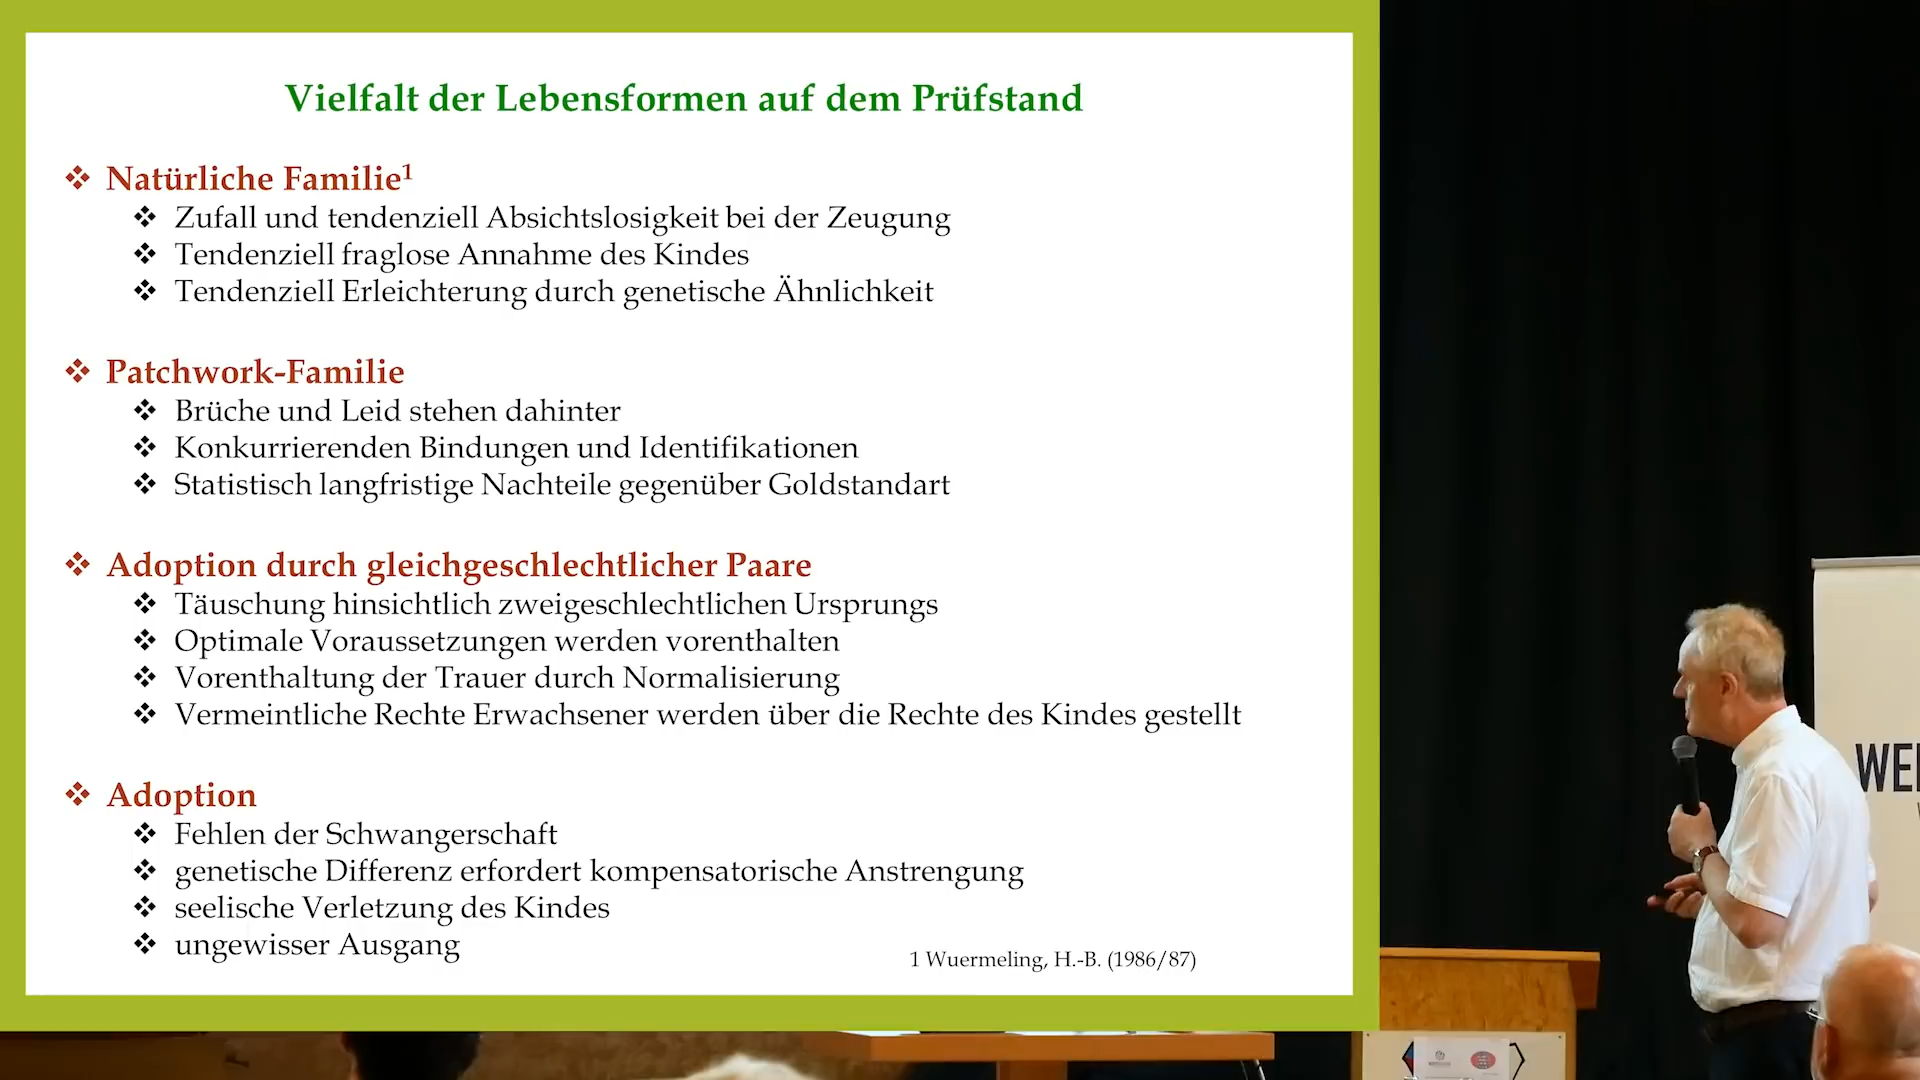 Vielfalt der Lebensformen auf dem Prüfstand
❖ Natürliche Familie¹
❖ Zufall und tendenziell Absichtslosigkeit bei der Zeugung
❖ Tendenziell fraglose Annahme des Kindes
❖ Tendenziell Erleichterung durch genetische Ähnlichkeit
❖ Patchwork-Familie
❖ Brüche und Leid stehen dahinter
❖ Konkurrierenden Bindungen und Identifikationen
❖ Statistisch langfristige Nachteile gegenüber Goldstandart
❖ Adoption durch gleichgeschlechtlicher Paare
❖ Täuschung hinsichtlich zweigeschlechtlichen Ursprungs
❖ Optimale Voraussetzungen werden vorenthalten
❖ Vorenthaltung der Trauer durch Normalisierung
❖ Vermeintliche Rechte Erwachsener werden über die Rechte des Kindes gestellt
❖ Adoption
❖ Fehlen der Schwangerschaft
❖ genetische Differenz erfordert kompensatorische Anstrengung
❖ seelische Verletzung des Kindes
❖ ungewisser Ausgang
1 Wuermeling, H.-B. (1986/87)